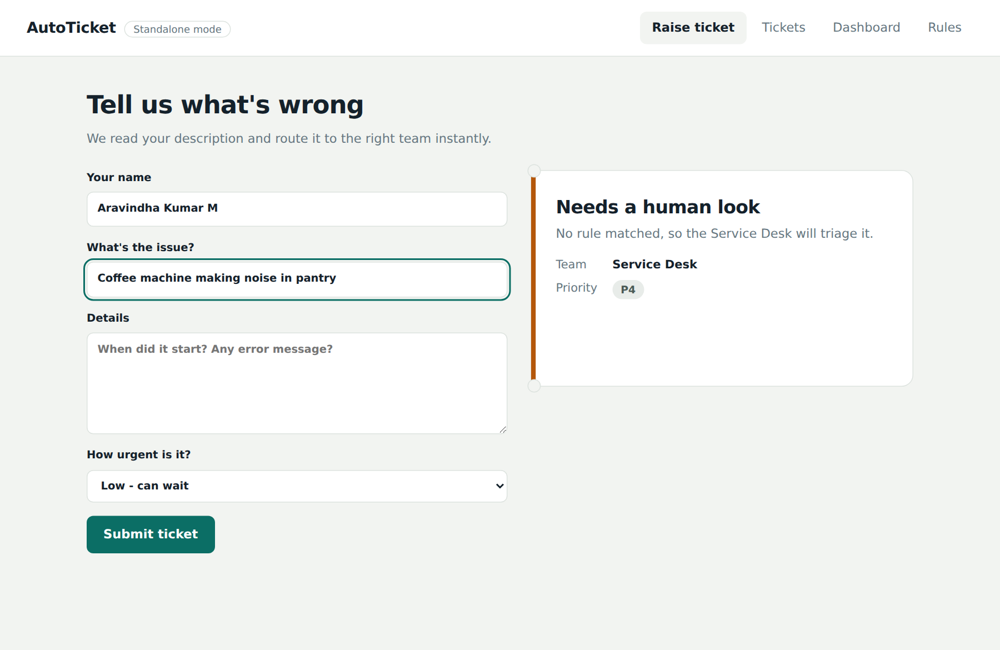 AutoTicket
Standalone mode
Raise ticket
Tickets
Dashboard
Rules
Tell us what's wrong
We read your description and route it to the right team instantly.
Your name
Aravindha Kumar M
What's the issue?
Coffee machine making noise in pantry
Details
When did it start? Any error message?
How urgent is it?
Low - can wait
Submit ticket
Needs a human look
No rule matched, so the Service Desk will triage it.
Team Service Desk
Priority P4